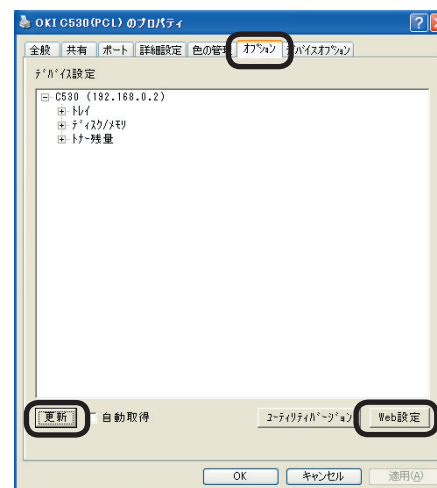 OKI C530(PCL) のプロパティ
全般 共有 ポート 詳細設定 色の管理 オプション デバイスオプション
デバイス設定
C530 (192.168.0.2)
トレイ
ディスク/メモリ
トナー残量
更新 自動取得 ユーティリティバージョン Web設定
OK キャンセル 適用(A)